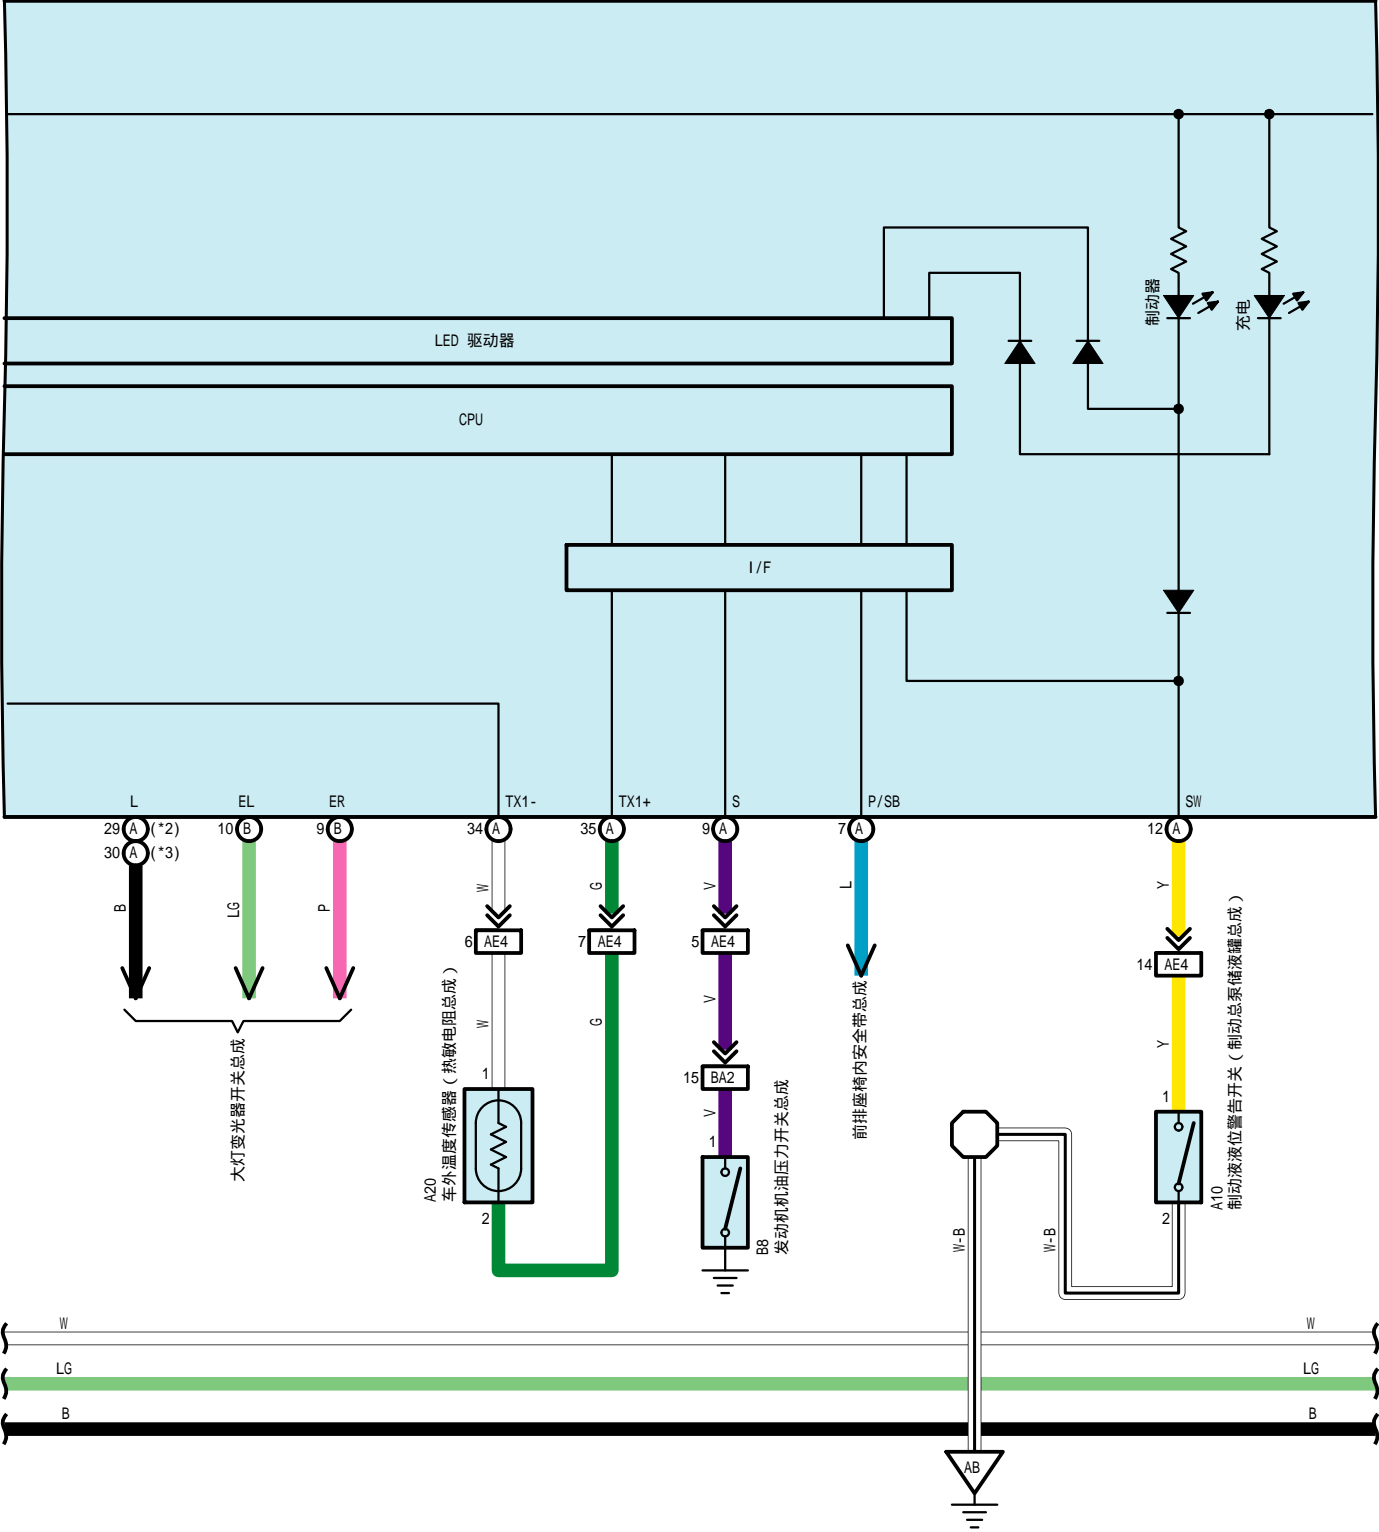 制动器
充电
LED 驱动器
CPU
I/F
L
EL
ER
TX1-
TX1+
S
P/SB
SW
29 A (*2)
10 B
9 B
34 A
35 A
9 A
7 A
12 A
30 A (*3)
B
LG
P
W
G
V
L
Y
6 AE4
7 AE4
5 AE4
14 AE4
W
G
V
Y
15 BA2
V
大灯变光器开关总成
1
2
A20
车外温度传感器(热敏电阻总成)
1
B8
发动机机油压力开关总成
前排座椅内安全带总成
1
2
A10
制动液液位警告开关(制动总泵储液罐总成)
W-B
W-B
W
W
LG
LG
B
B
AB